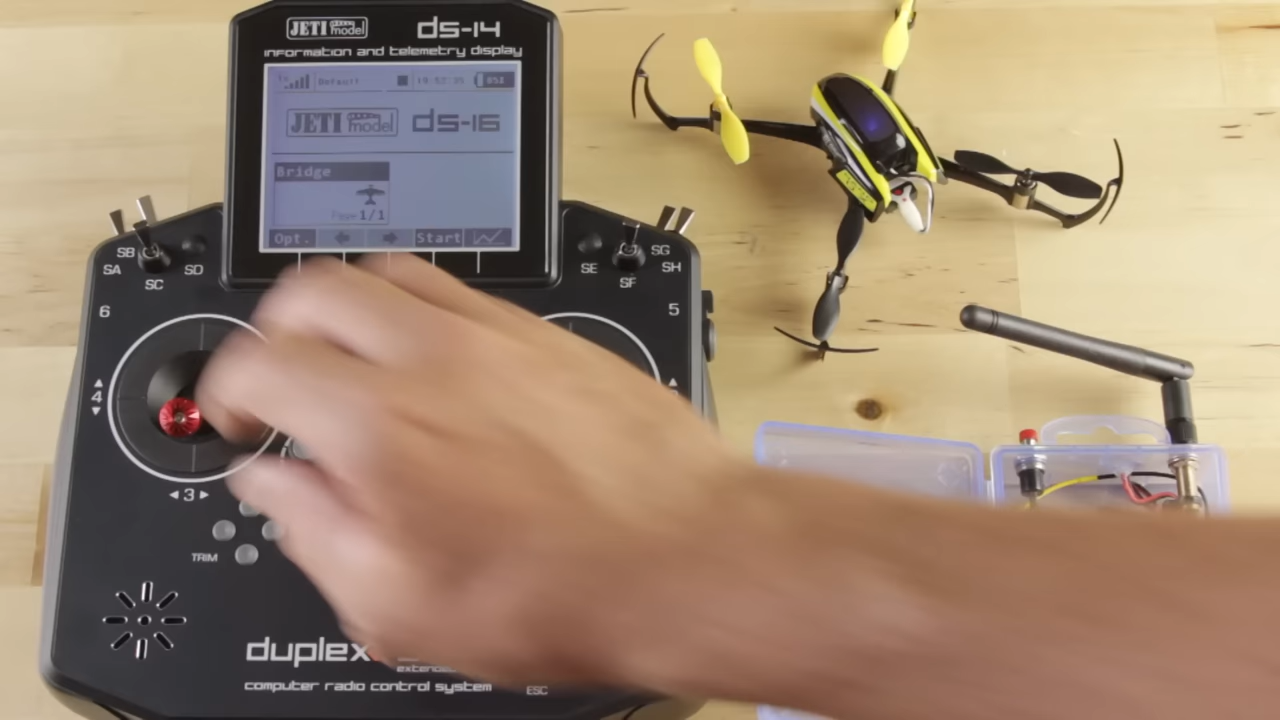 JETI model ds-14
information and telemetry display
Default
JETI model ds-16
Bridge
1/1
Opt. Start
SB
SA
SC
SD
SE
SF
SG
SH
6
5
4
3
TRIM
duplex
computer radio control system
ESC